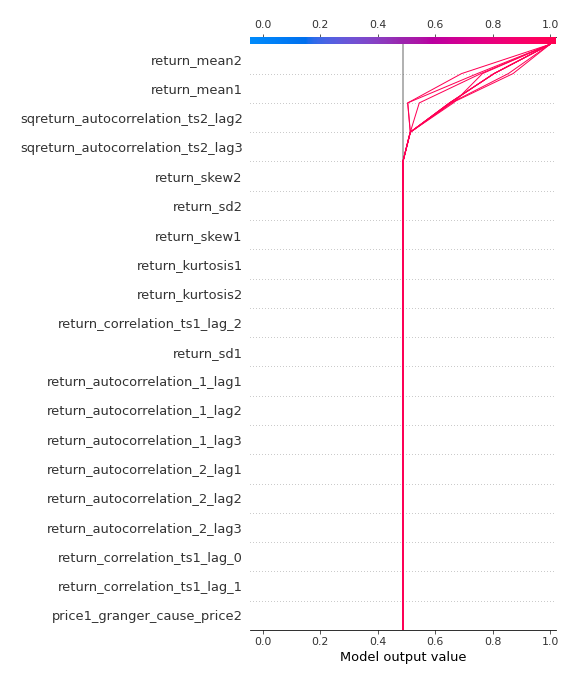 0.0 0.2 0.4 0.6 0.8 1.0
return_mean2
return_mean1
sqreturn_autocorrelation_ts2_lag2
sqreturn_autocorrelation_ts2_lag3
return_skew2
return_sd2
return_skew1
return_kurtosis1
return_kurtosis2
return_correlation_ts1_lag_2
return_sd1
return_autocorrelation_1_lag1
return_autocorrelation_1_lag2
return_autocorrelation_1_lag3
return_autocorrelation_2_lag1
return_autocorrelation_2_lag2
return_autocorrelation_2_lag3
return_correlation_ts1_lag_0
return_correlation_ts1_lag_1
price1_granger_cause_price2
0.0 0.2 0.4 0.6 0.8 1.0
Model output value